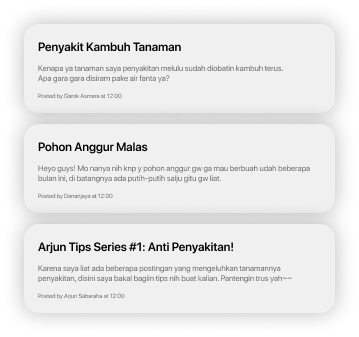 Penyakit Kambuh Tanaman
Kenapa ya tanaman saya penyakitan melulu sudah diobatin kambuh terus.
Apa gara gara disiram pake air fanta ya?
Posted by Garok Asmara at 12:00
Pohon Anggur Malas
Heyo guys! Mo nanya nih knp y pohon anggur gw ga mau berbuah udah beberapa
bulan ini, di batangnya ada putih-putih salju gitu gw liat.
Posted by Dananjaya at 12:00
Arjun Tips Series #1: Anti Penyakitan!
Karena saya liat ada beberapa postingan yang mengeluhkan tanamannya
penyakitan, disini saya bakal bagiin tips nih buat kalian. Pantengin trus yah~~
Posted by Arjun Sabaraha at 12:00